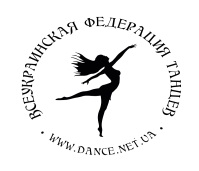 ВСЕУКРАИНСКАЯ ФЕДЕРАЦИЯ ТАНЦЕВ
• WWW.DANCE.NET.UA •